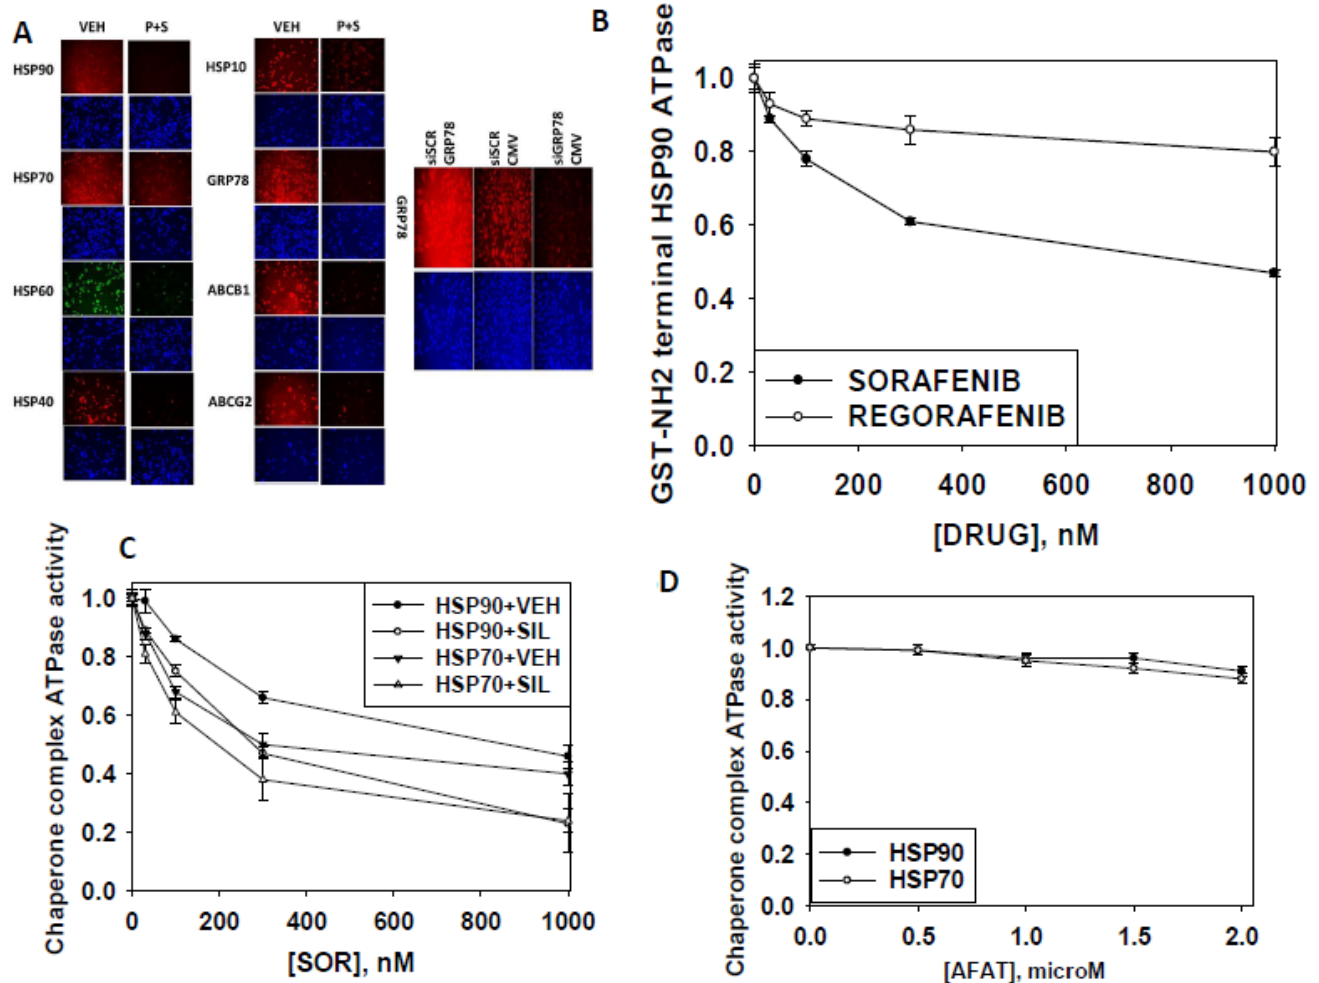 A
VEH P+S
HSP90
HSP70
HSP60
HSP40
VEH P+S
HSP10
GRP78
ABCB1
ABCG2
siSCR GRP78
siSCR CMV
siGRP78 CMV
GRP78
B
GST-NH2 terminal HSP90 ATPase
1.0
0.8
0.6
0.4
0.2
0.0
SORAFENIB
REGORAFENIB
0 200 400 600 800 1000
[DRUG], nM
C
Chaperone complex ATPase activity
1.0
0.8
0.6
0.4
0.2
0.0
HSP90+VEH
HSP90+SIL
HSP70+VEH
HSP70+SIL
0 200 400 600 800 1000
[SOR], nM
D
Chaperone complex ATPase activity
1.2
1.0
0.8
0.6
0.4
0.2
0.0
HSP90
HSP70
0.0 0.5 1.0 1.5 2.0
[AFAT], microM